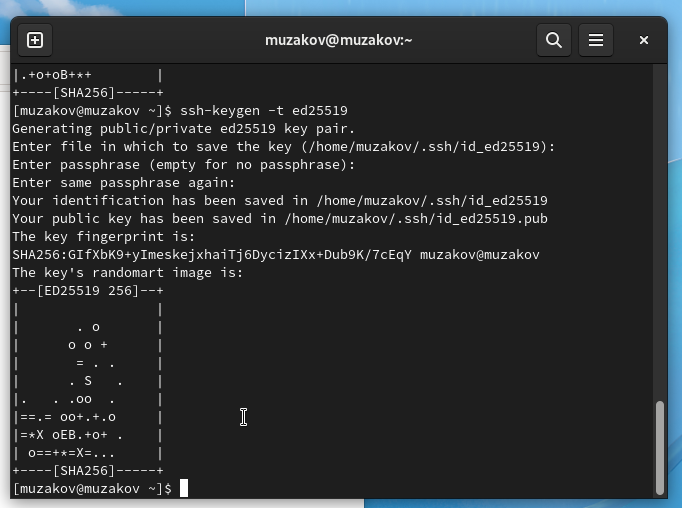 muzakov@muzakov:~
|.+o+oB+*+        |
+----[SHA256]-----+
[muzakov@muzakov ~]$ ssh-keygen -t ed25519
Generating public/private ed25519 key pair.
Enter file in which to save the key (/home/muzakov/.ssh/id_ed25519):
Enter passphrase (empty for no passphrase):
Enter same passphrase again:
Your identification has been saved in /home/muzakov/.ssh/id_ed25519
Your public key has been saved in /home/muzakov/.ssh/id_ed25519.pub
The key fingerprint is:
SHA256:GIfXbK9+yImeskejxhaiTj6DycizIXx+Dub9K/7cEqY muzakov@muzakov
The key's randomart image is:
+--[ED25519 256]--+
|                 |
|       . o       |
|      o o +      |
|       = . .     |
|      . S   .    |
|.   . .oo  .     |
|==.= oo+.+.o     |
|=*X oEB.+o+ .    |
| o==+*=X=...     |
+----[SHA256]-----+
[muzakov@muzakov ~]$